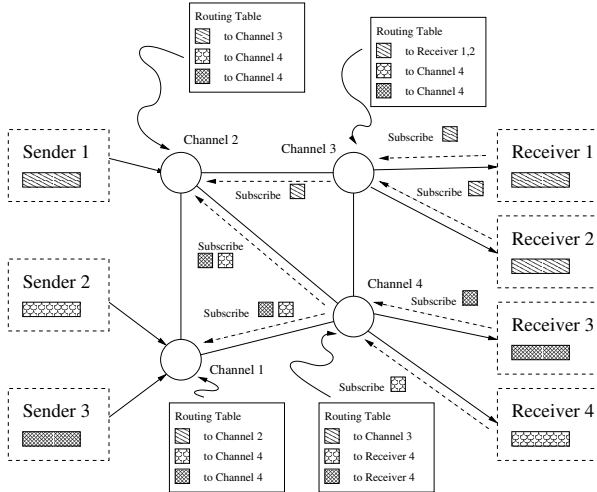 Routing Table
to Channel 3
to Channel 4
to Channel 4
Routing Table
to Receiver 1,2
to Channel 4
to Channel 4
Channel 2
Channel 3
Subscribe
Sender 1
Receiver 1
Subscribe
Subscribe
Receiver 2
Subscribe
Sender 2
Channel 4
Subscribe
Subscribe
Receiver 3
Channel 1
Subscribe
Sender 3
Receiver 4
Routing Table
to Channel 2
to Channel 4
to Channel 4
Routing Table
to Channel 3
to Receiver 4
to Receiver 4